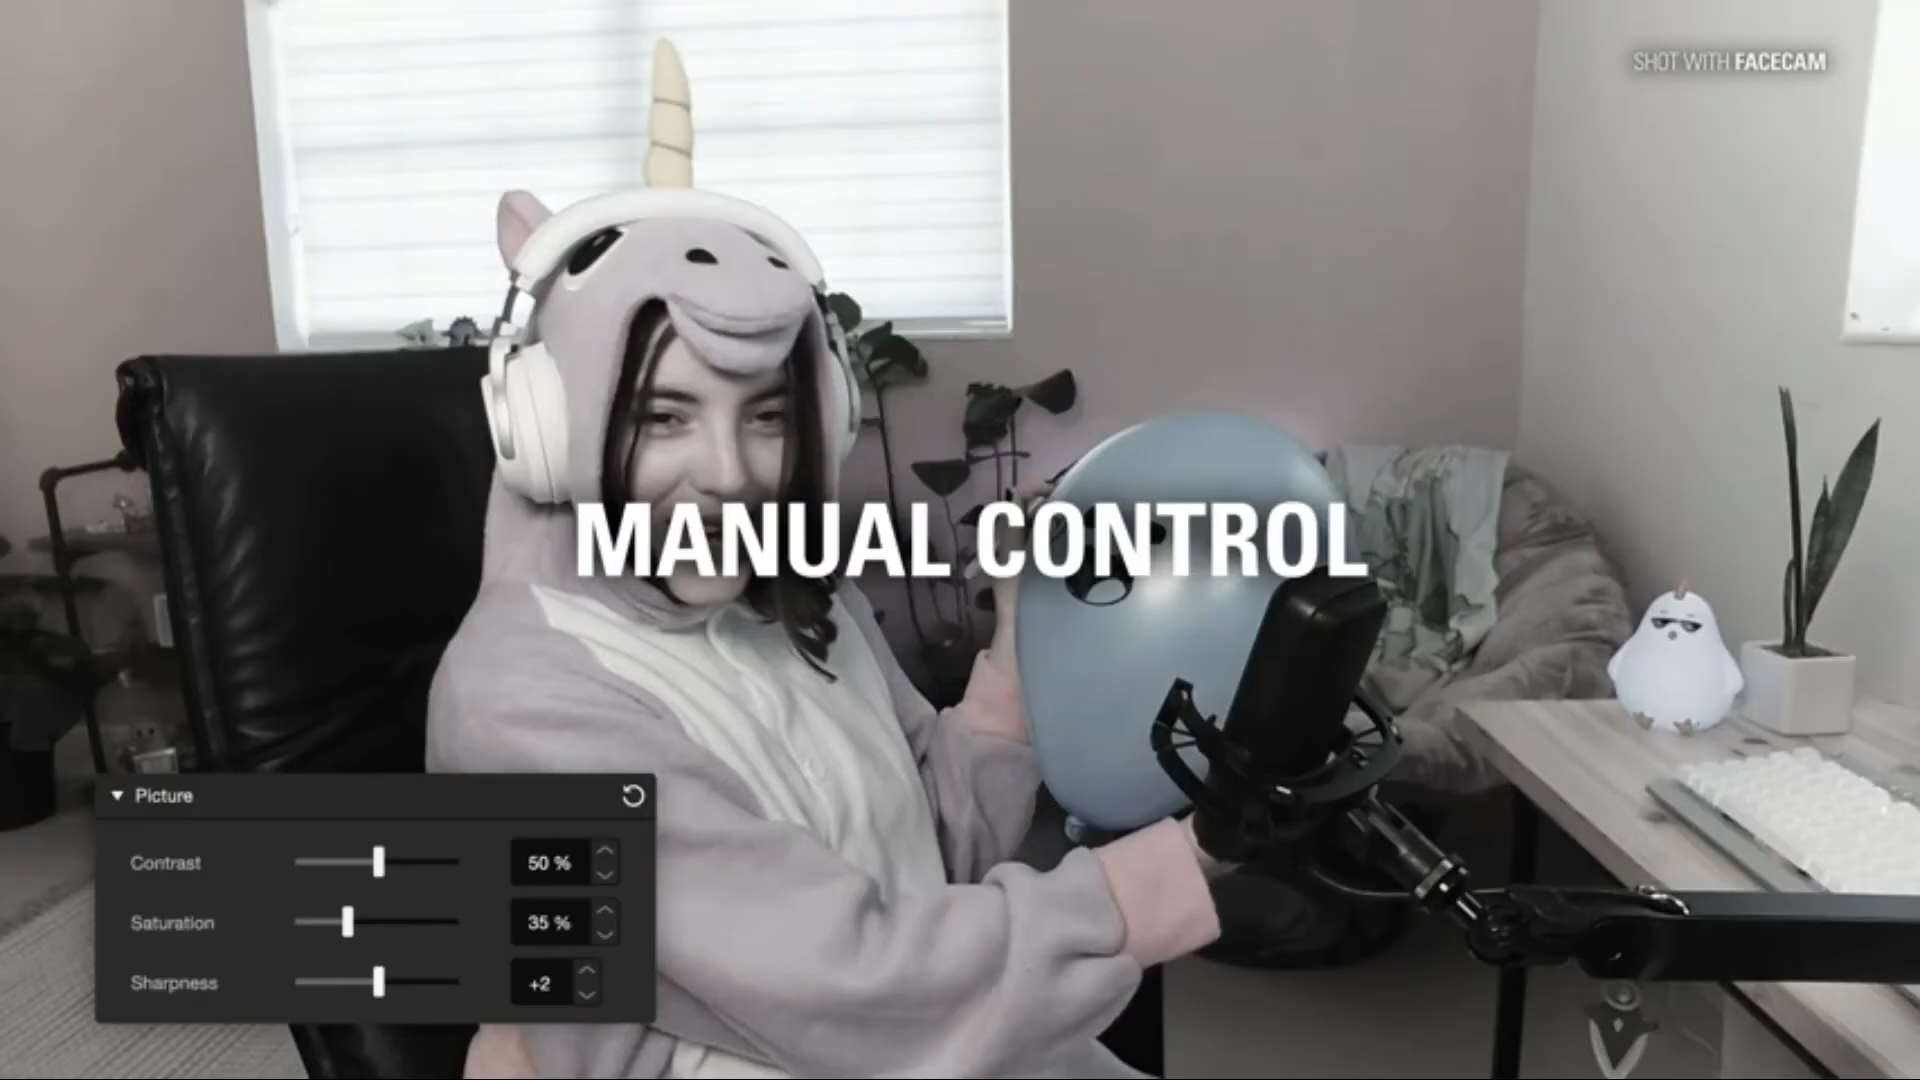 SHOT WITH FACECAM
MANUAL CONTROL
Picture
Contrast 50 %
Saturation 35 %
Sharpness +2